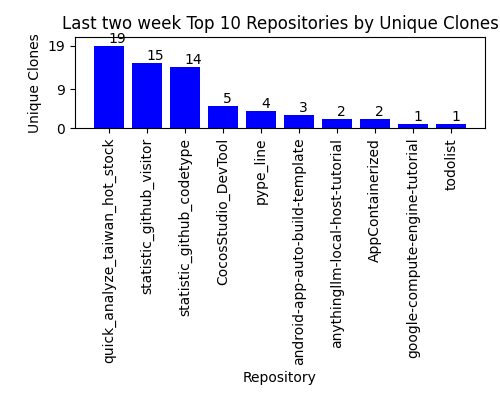 Last two week Top 10 Repositories by Unique Clones
Unique Clones
19
9
0
19
15
14
5
4
3
2
2
1
1
quick_analyze_taiwan_hot_stock
statistic_github_visitor
statistic_github_codetype
CocosStudio_DevTool
pype_line
android-app-auto-build-template
anythingllm-local-host-tutorial
AppContainerized
google-compute-engine-tutorial
todolist
Repository